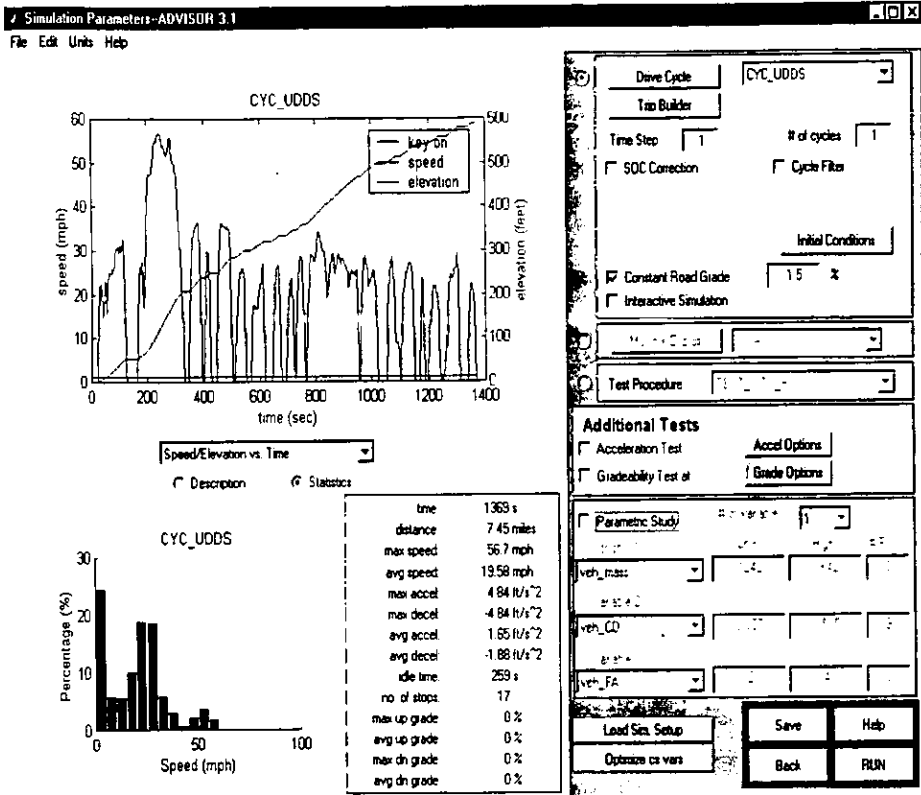 Simulation Parameters--ADVISOR 3.1
File Edit Units Help
CYC_UDDS
60
50
40
30
20
10
0
speed (mph)
key on
speed
elevation
500
400
300
200
100
0
elevation (feet)
0 200 400 600 800 1000 1200 1400
time (sec)
Speed/Elevation vs. Time
Description Statistics
CYC_UDDS
30
20
10
0
Percentage (%)
0 50 100
Speed (mph)
time 1369 s
distance 7.45 miles
max speed 56.7 mph
avg speed 19.58 mph
max accel 4.84 ft/s^2
max decel -4.84 ft/s^2
avg accel 1.65 ft/s^2
avg decel -1.88 ft/s^2
idle time 259 s
no. of stops 17
max up grade 0 %
avg up grade 0 %
max dn grade 0 %
avg dn grade 0 %
Drive Cycle CYC_UDDS
Trip Builder
Time Step 1 # of cycles 1
SOC Correction Cycle Filter
Initial Conditions
Constant Road Grade 1.5 %
Interactive Simulation
Test Procedure
Additional Tests
Acceleration Test Accel Options
Gradeability Test at Grade Options
Parametric Study 1
veh_mass
veh_CD
veh_FA
Load Sim. Setup
Optimize cs vars
Save Help
Back RUN